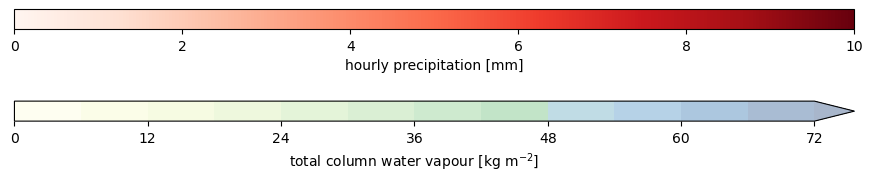 0 2 4 6 8 10
hourly precipitation [mm]
0 12 24 36 48 60 72
total column water vapour [kg m⁻²]